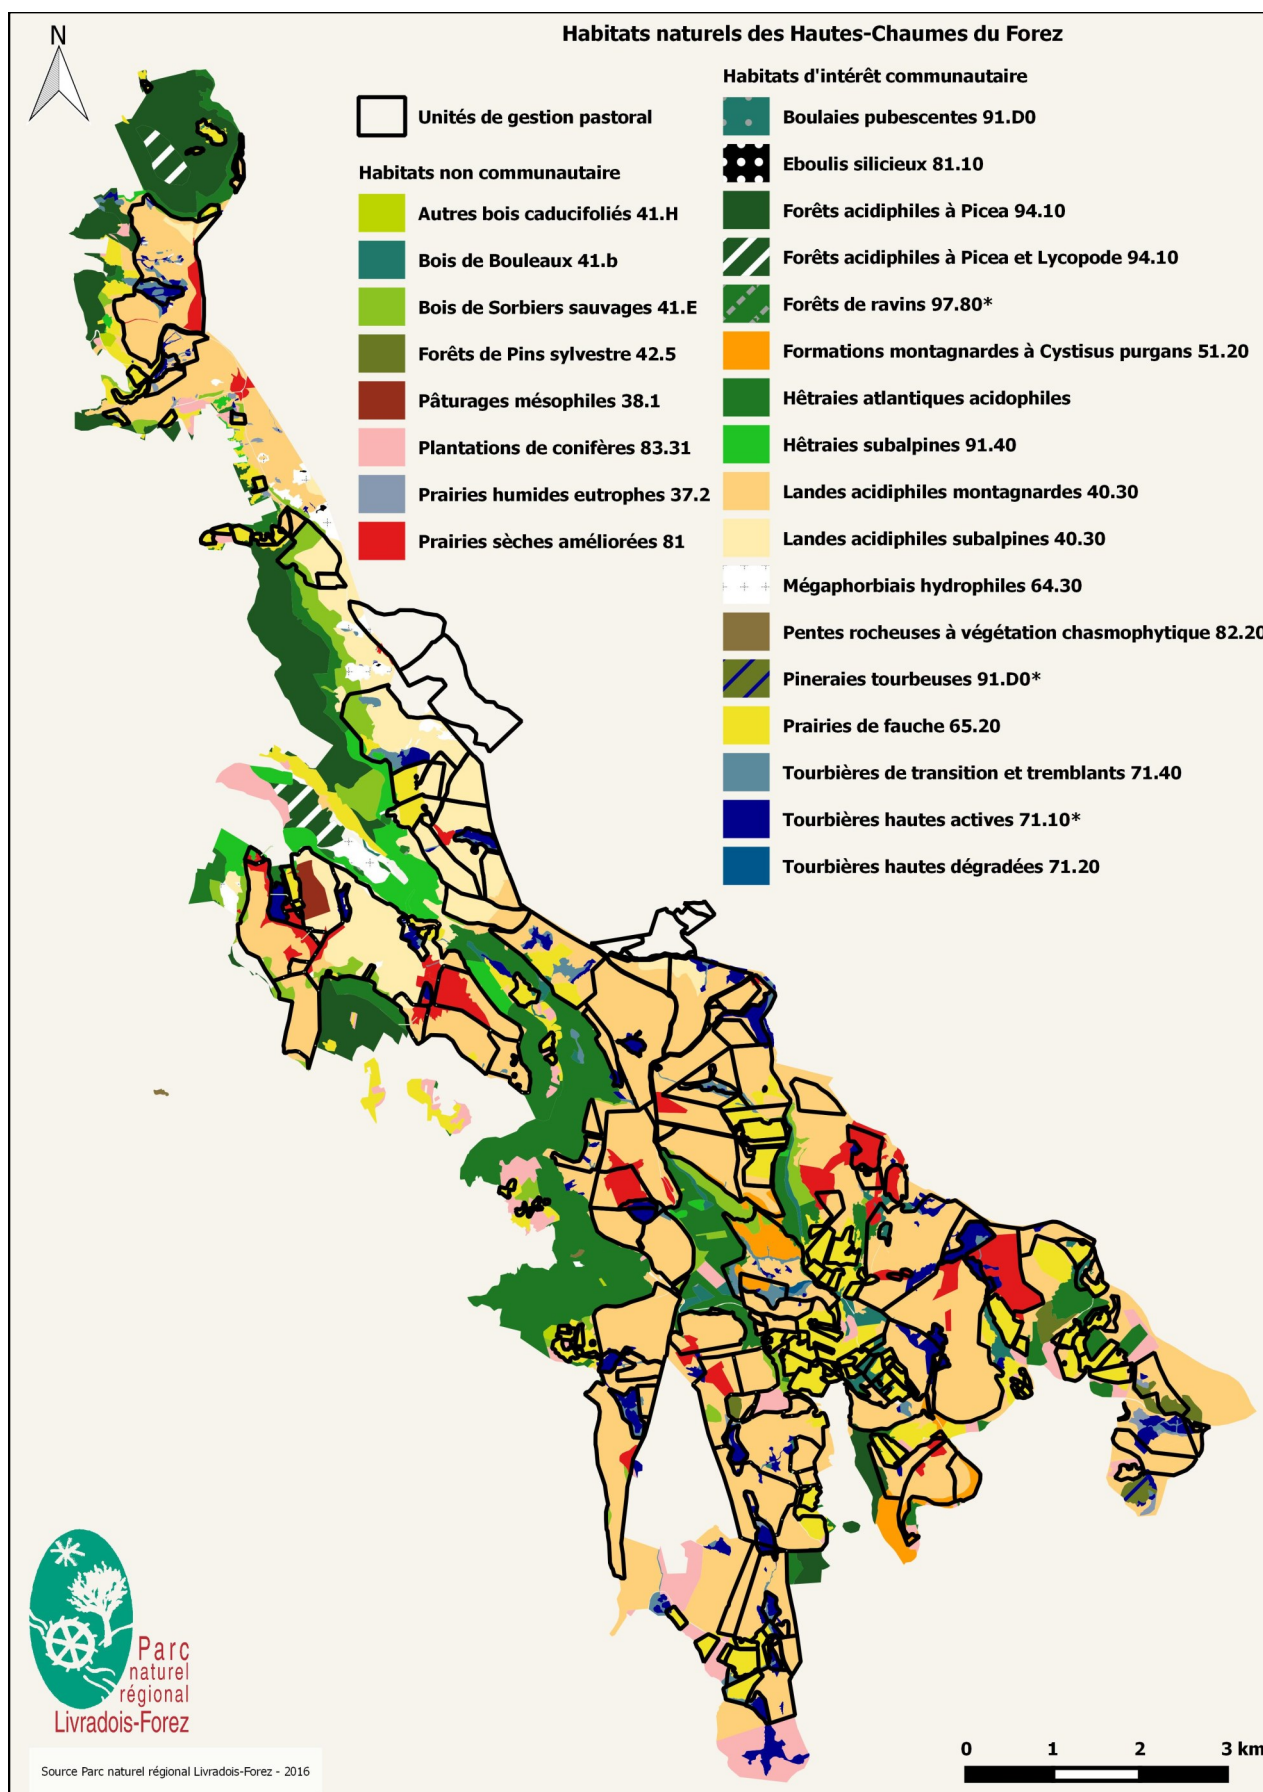 Habitats naturels des Hautes-Chaumes du Forez
N
Unités de gestion pastoral
Habitats non communautaire
Autres bois caducifoliés 41.H
Bois de Bouleaux 41.b
Bois de Sorbiers sauvages 41.E
Forêts de Pins sylvestre 42.5
Pâturages mésophiles 38.1
Plantations de conifères 83.31
Prairies humides eutrophes 37.2
Prairies sèches améliorées 81
Habitats d'intérêt communautaire
Boulaies pubescentes 91.D0
Eboulis silicieux 81.10
Forêts acidiphiles à Picea 94.10
Forêts acidiphiles à Picea et Lycopode 94.10
Forêts de ravins 97.80*
Formations montagnardes à Cystisus purgans 51.20
Hêtraies atlantiques acidophiles
Hêtraies subalpines 91.40
Landes acidiphiles montagnardes 40.30
Landes acidiphiles subalpines 40.30
Mégaphorbiais hydrophiles 64.30
Pentes rocheuses à végétation chasmophytique 82.20
Pineraies tourbeuses 91.D0*
Prairies de fauche 65.20
Tourbières de transition et tremblants 71.40
Tourbières hautes actives 71.10*
Tourbières hautes dégradées 71.20
Parc
naturel
régional
Livradois-Forez
Source Parc naturel régional Livradois-Forez - 2016
0 1 2 3 km